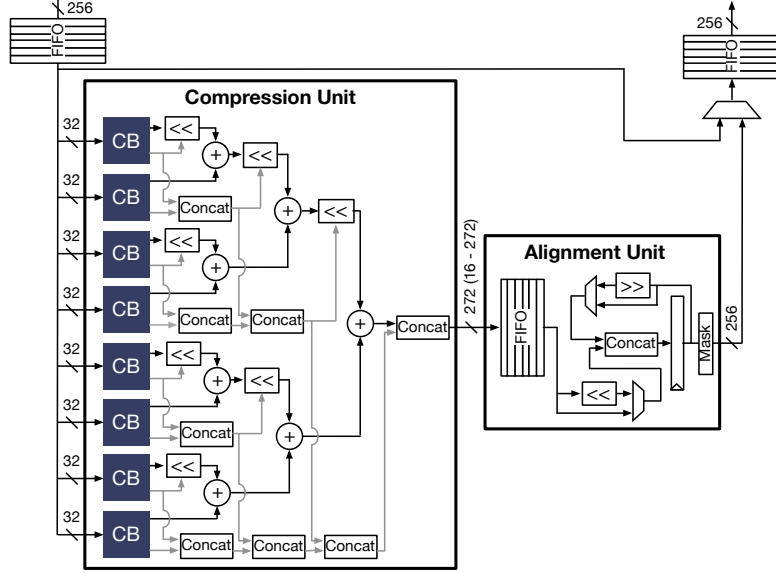 256
FIFO
256
FIFO
Compression Unit
32
CB
<<
+
<<
32
CB
Concat
+
<<
32
CB
<<
+
32
CB
Concat
Concat
+
Concat
272 (16 - 272)
32
CB
<<
+
<<
32
CB
Concat
+
32
CB
<<
+
32
CB
Concat
Concat
Concat
Alignment Unit
FIFO
>>
Concat
<<
Mask
256